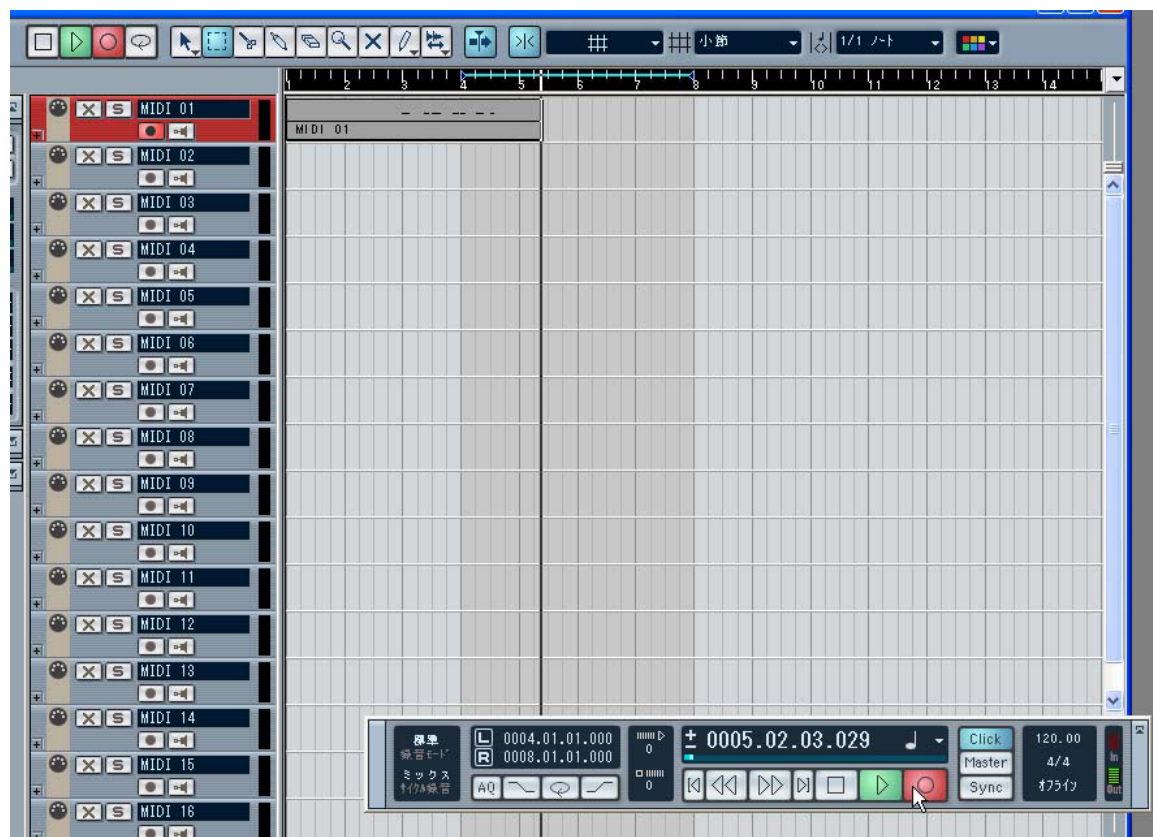 小節
1/1 ノート
1 2 3 4 5 6 7 8 9 10 11 12 13 14
X S MIDI 01
MIDI 01
X S MIDI 02
X S MIDI 03
X S MIDI 04
X S MIDI 05
X S MIDI 06
X S MIDI 07
X S MIDI 08
X S MIDI 09
X S MIDI 10
X S MIDI 11
X S MIDI 12
X S MIDI 13
X S MIDI 14
X S MIDI 15
X S MIDI 16
標準
録音モード
ミックス
サイクル録音
L 0004.01.01.000
R 0008.01.01.000
AQ
0
0
0005.02.03.029
Click
Master
Sync
120.00
4/4
オフライン
In
Out